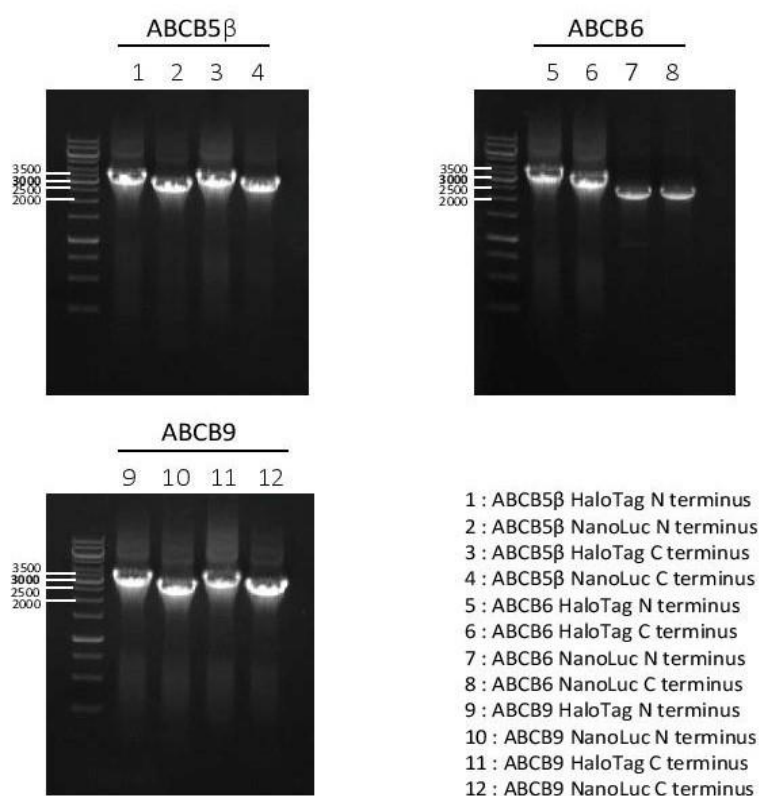 ABCB5β
1 2 3 4
3500
3000
2500
2000
ABCB6
5 6 7 8
3500
3000
2500
2000
ABCB9
9 10 11 12
3500
3000
2500
2000
1 : ABCB5β HaloTag N terminus
2 : ABCB5β NanoLuc N terminus
3 : ABCB5β HaloTag C terminus
4 : ABCB5β NanoLuc C terminus
5 : ABCB6 HaloTag N terminus
6 : ABCB6 HaloTag C terminus
7 : ABCB6 NanoLuc N terminus
8 : ABCB6 NanoLuc C terminus
9 : ABCB9 HaloTag N terminus
10 : ABCB9 NanoLuc N terminus
11 : ABCB9 HaloTag C terminus
12 : ABCB9 NanoLuc C terminus